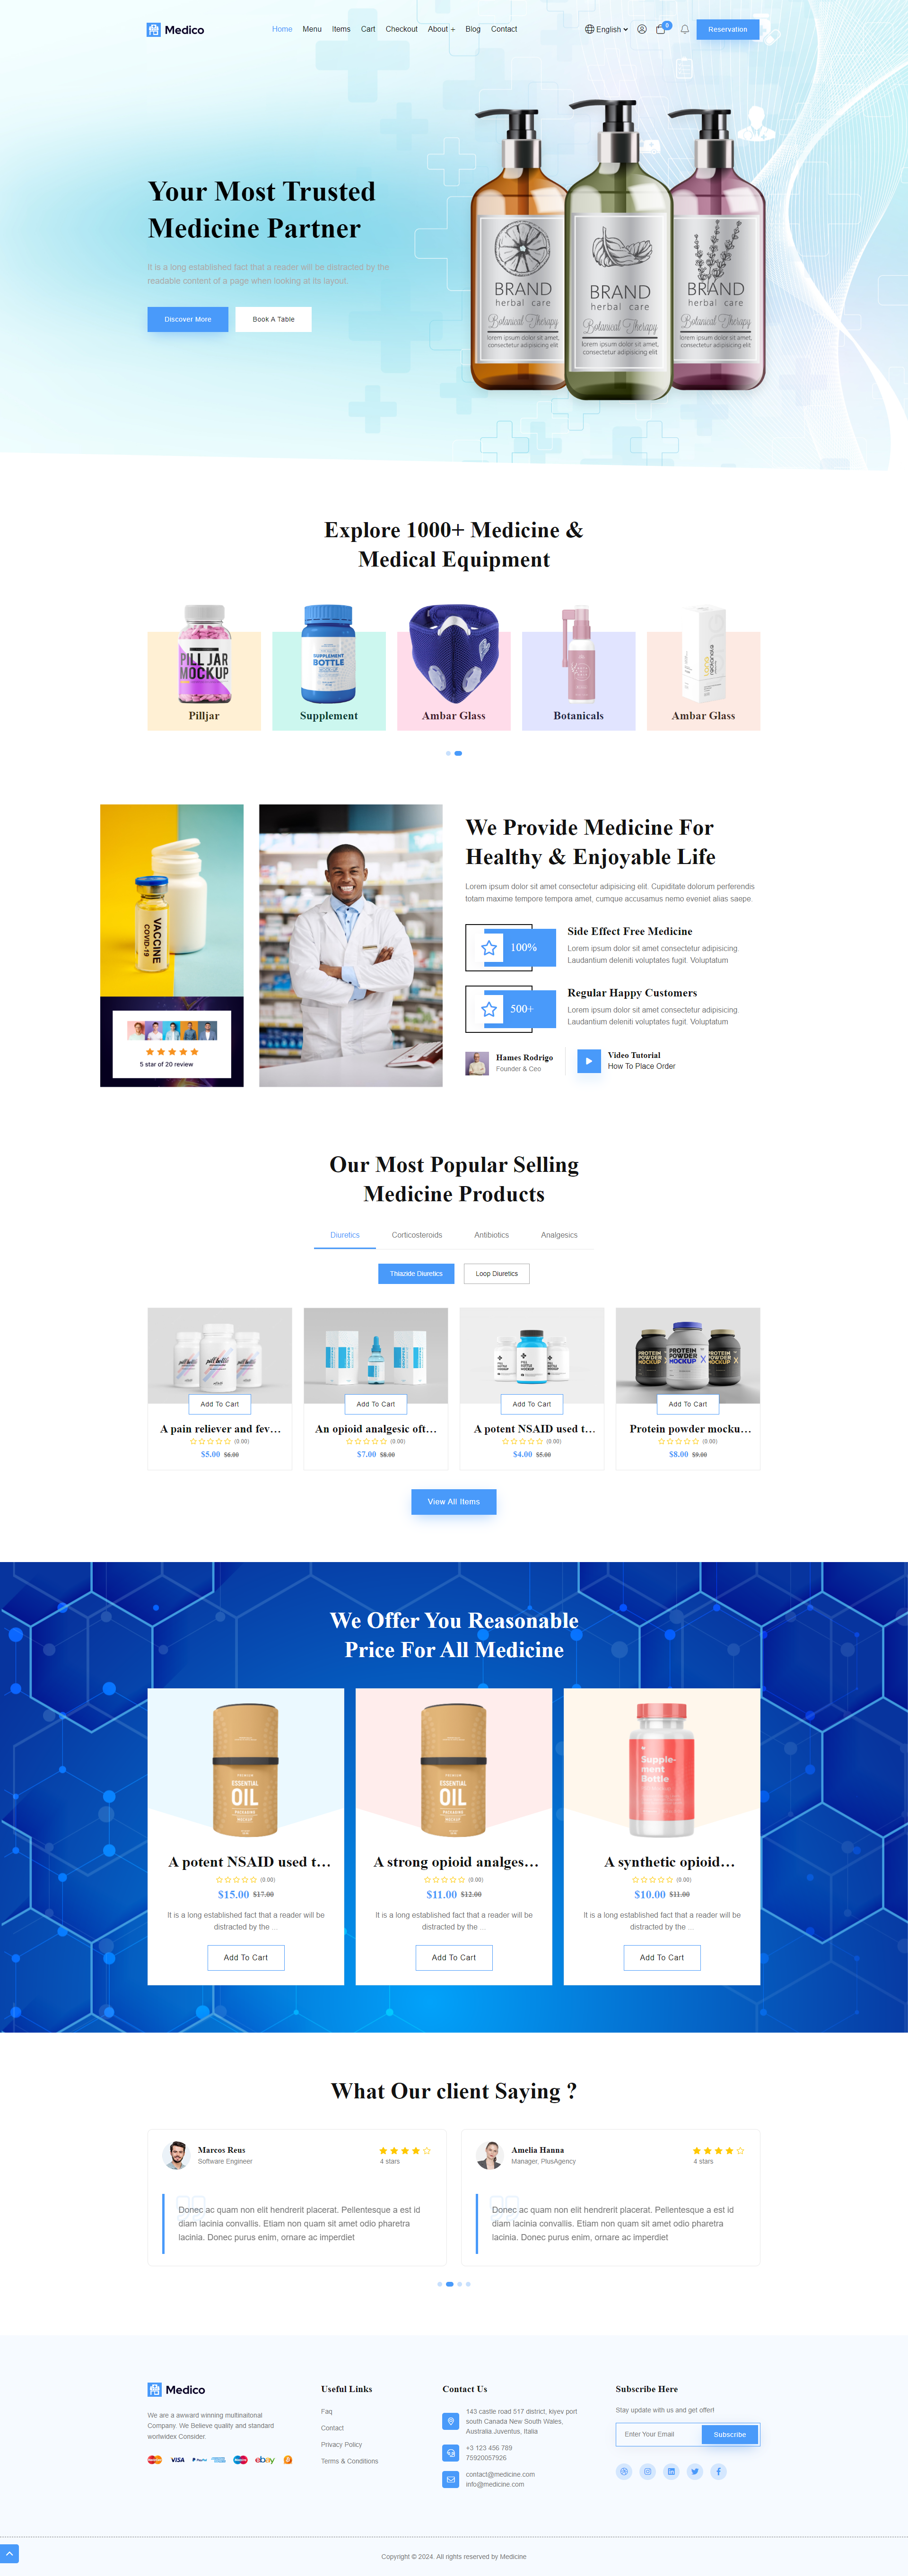 Medico
Home Menu Items Cart Checkout About + Blog Contact
English
0
Reservation
Your Most Trusted
Medicine Partner
It is a long established fact that a reader will be distracted by the
readable content of a page when looking at its layout.
Discover More
Book A Table
BRAND
herbal care
Botanical Therapy
lorem ipsum dolor sit amet,
consectetur adipisicing elit
BRAND
herbal care
Botanical Therapy
lorem ipsum dolor sit amet,
consectetur adipisicing elit
BRAND
herbal care
Botanical Therapy
lorem ipsum dolor sit amet,
consectetur adipisicing elit
Explore 1000+ Medicine &
Medical Equipment
PILL JAR
MOCKUP
SUPPLEMENT
BOTTLE
Pilljar
Supplement
Ambar Glass
Botanicals
Ambar Glass
VACCINE
COVID-19
5 star of 20 review
We Provide Medicine For
Healthy & Enjoyable Life
Lorem ipsum dolor sit amet consectetur adipisicing elit. Cupiditate dolorum perferendis
totam maxime tempore tempora amet, cumque accusamus nemo eveniet alias saepe.
100%
Side Effect Free Medicine
Lorem ipsum dolor sit amet consectetur adipisicing.
Laudantium deleniti voluptates fugit. Voluptatum
500+
Regular Happy Customers
Lorem ipsum dolor sit amet consectetur adipisicing.
Laudantium deleniti voluptates fugit. Voluptatum
Hames Rodrigo
Founder & Ceo
Video Tutorial
How To Place Order
Our Most Popular Selling
Medicine Products
Diuretics
Corticosteroids
Antibiotics
Analgesics
Thiazide Diuretics
Loop Diuretics
PROTEIN
POWDER
MOCKUP
PROTEIN
POWDER
MOCKUP
PROTEIN
POWDER
MOCKUP
Add To Cart
Add To Cart
Add To Cart
Add To Cart
A pain reliever and fev...
(0.00)
$5.00 $6.00
An opioid analgesic oft...
(0.00)
$7.00 $8.00
A potent NSAID used t...
(0.00)
$4.00 $5.00
Protein powder mocku...
(0.00)
$8.00 $9.00
View All Items
We Offer You Reasonable
Price For All Medicine
ESSENTIAL
OIL
ESSENTIAL
OIL
Supple-
ment
Bottle
A potent NSAID used t...
(0.00)
$15.00 $17.00
It is a long established fact that a reader will be
distracted by the ...
Add To Cart
A strong opioid analges...
(0.00)
$11.00 $12.00
It is a long established fact that a reader will be
distracted by the ...
Add To Cart
A synthetic opioid...
(0.00)
$10.00 $11.00
It is a long established fact that a reader will be
distracted by the ...
Add To Cart
What Our client Saying ?
Marcos Reus
Software Engineer
4 stars
Donec ac quam non elit hendrerit placerat. Pellentesque a est id
diam lacinia convallis. Etiam non quam sit amet odio pharetra
lacinia. Donec purus enim, ornare ac imperdiet
Amelia Hanna
Manager, PlusAgency
4 stars
Donec ac quam non elit hendrerit placerat. Pellentesque a est id
diam lacinia convallis. Etiam non quam sit amet odio pharetra
lacinia. Donec purus enim, ornare ac imperdiet
Medico
We are a awward winning multinaitional
Company. We Believe quality and standard
worlwidex Consider.
VISA
PayPal
ebay
Useful Links
Faq
Contact
Privacy Policy
Terms & Conditions
Contact Us
143 castle road 517 district, kiyev port
south Canada New South Wales,
Australia Juventus, Italia
+3 123 456 789
75920057926
contact@medicine.com
info@medicine.com
Subscribe Here
Stay update with us and get offer!
Enter Your Email
Subscribe
Copyright © 2024. All rights reserved by Medicine